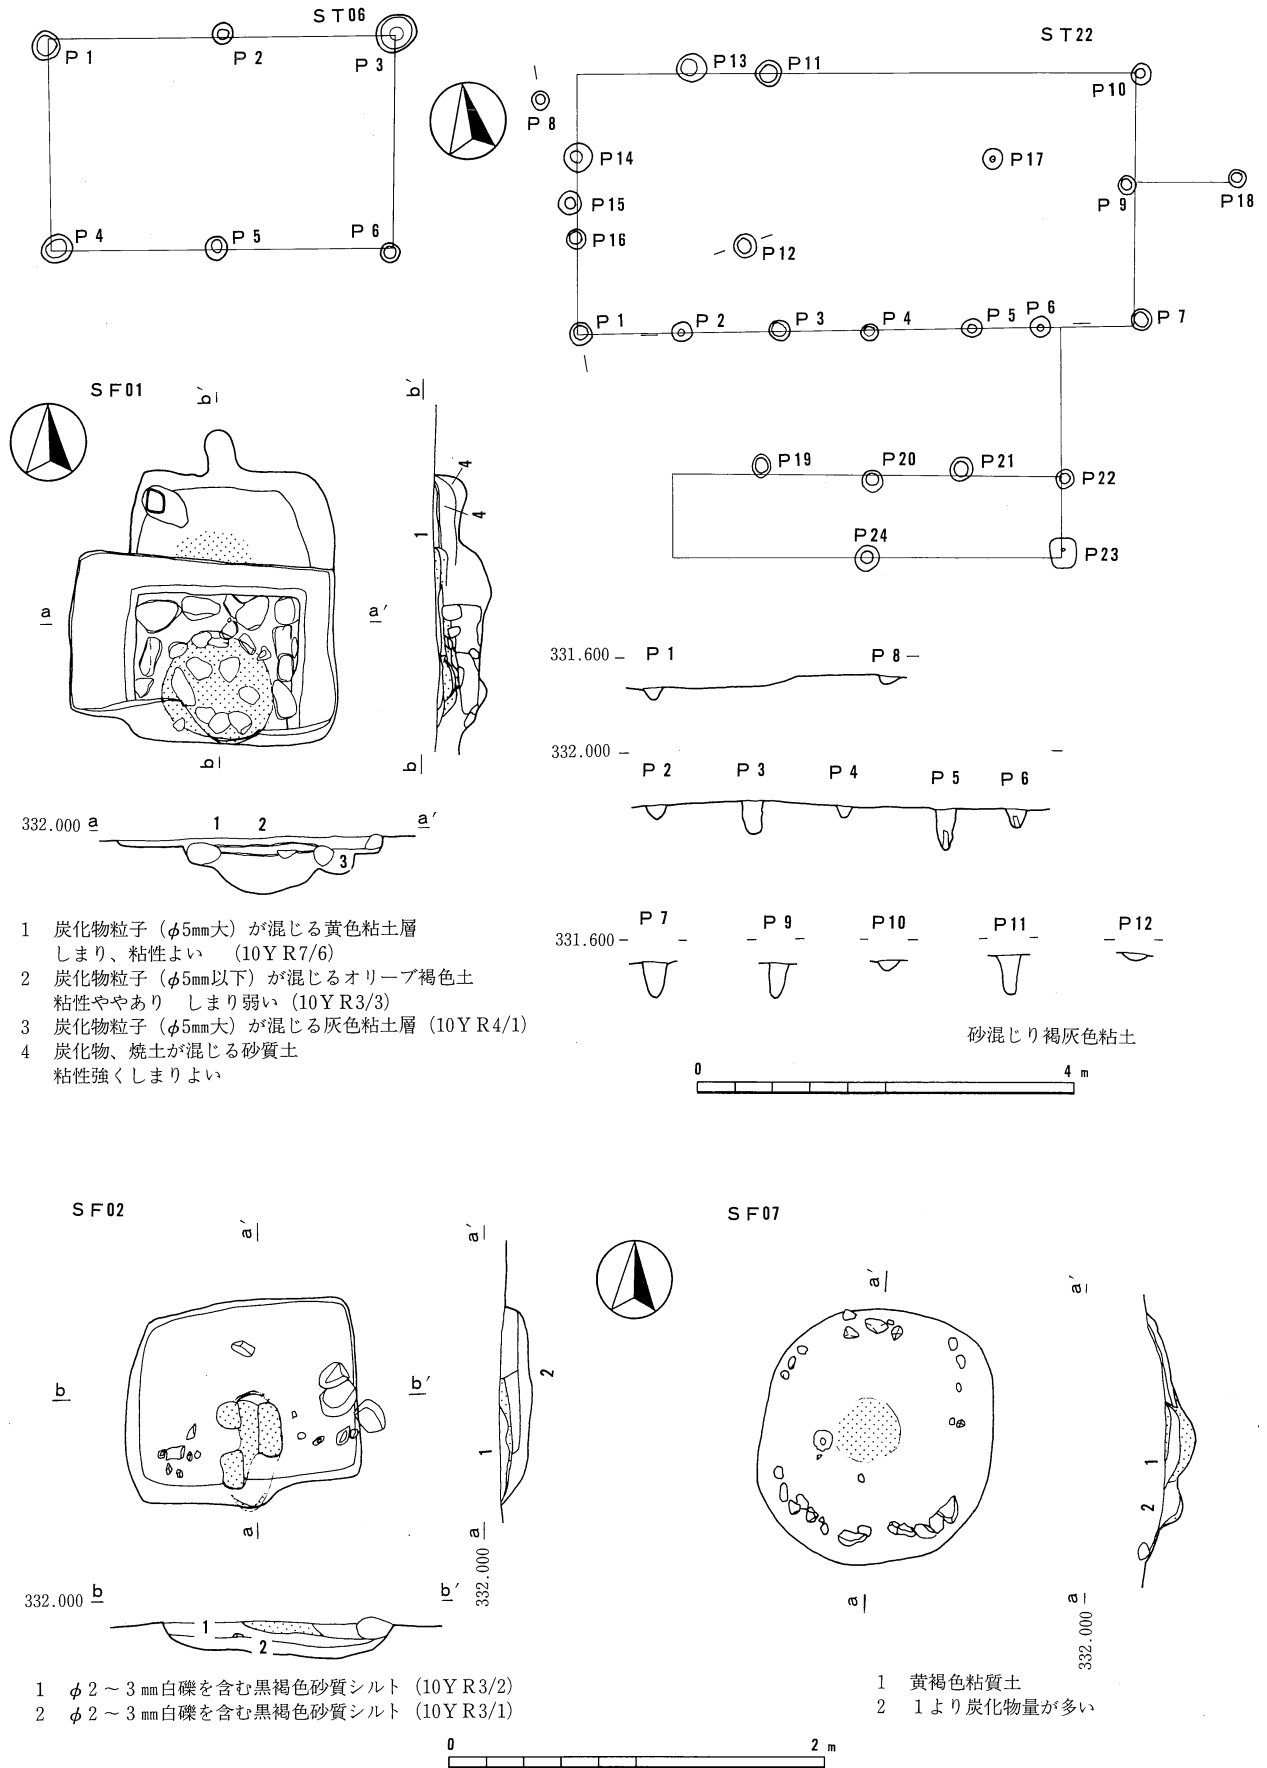 ST06
P1
P2
P3
P4
P5
P6
ST22
P13
P11
P10
P8
P14
P17
P15
P9
P18
P16
P12
P1
P2
P3
P4
P5
P6
P7
P19
P20
P21
P22
P24
P23
SF01
b′
b′
4
4
1
a
a′
b
b
332.000 a
1
2
a′
3
1 炭化物粒子(φ5㎜大)が混じる黄色粘土層
しまり、粘性よい (10YR7/6)
2 炭化物粒子(φ5㎜以下)が混じるオリーブ褐色土
粘性ややあり しまり弱い(10YR3/3)
3 炭化物粒子(φ5㎜大)が混じる灰色粘土層(10YR4/1)
4 炭化物、焼土が混じる砂質土
粘性強くしまりよい
331.600
P1
P8
332.000
P2
P3
P4
P5
P6
331.600
P7
P9
P10
P11
P12
砂混じり褐灰色粘土
0
4 m
SF02
a′
a′
b
b′
2
1
a
a
332.000
332.000 b
b′
1
2
1 φ2~3㎜白礫を含む黒褐色砂質シルト(10YR3/2)
2 φ2~3㎜白礫を含む黒褐色砂質シルト(10YR3/1)
SF07
a′
a′
1
2
a
a
332.000
1 黄褐色粘質土
2 1より炭化物量が多い
0
2 m